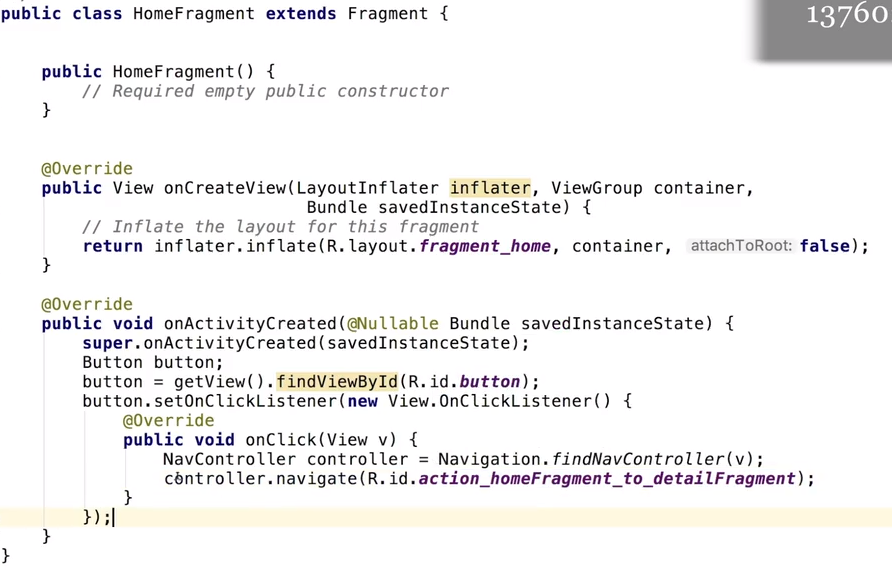 public class HomeFragment extends Fragment {
13760
public HomeFragment() {
// Required empty public constructor
}
@Override
public View onCreateView(LayoutInflater inflater, ViewGroup container,
Bundle savedInstanceState) {
// Inflate the layout for this fragment
return inflater.inflate(R.layout.fragment_home, container, attachToRoot: false);
}
@Override
public void onActivityCreated(@Nullable Bundle savedInstanceState) {
super.onActivityCreated(savedInstanceState);
Button button;
button = getView().findViewById(R.id.button);
button.setOnClickListener(new View.OnClickListener() {
@Override
public void onClick(View v) {
NavController controller = Navigation.findNavController(v);
controller.navigate(R.id.action_homeFragment_to_detailFragment);
}
});
}
}